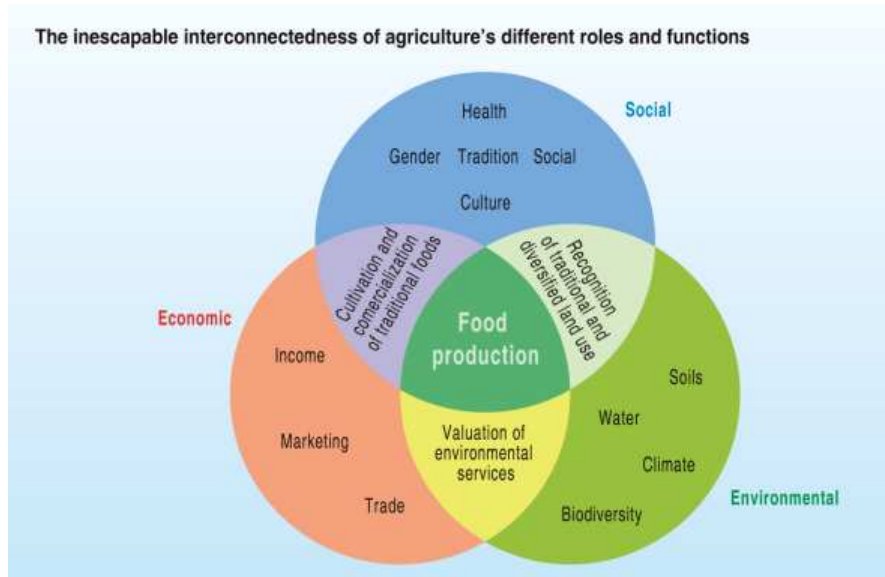 The inescapable interconnectedness of agriculture's different roles and functions
Health
Social
Gender Tradition Social
Culture
Cultivation and
comercialization
of traditional foods
Recognition
of traditional and
diversified land use
Economic
Food
production
Income
Soils
Water
Marketing
Valuation of
environmental
services
Climate
Trade
Biodiversity
Environmental